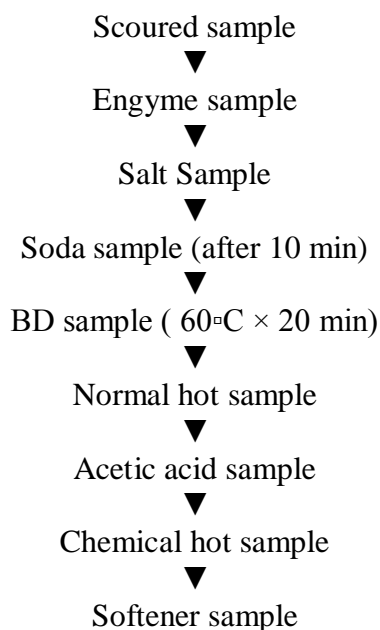 Scoured sample
▼
Engyme sample
▼
Salt Sample
▼
Soda sample (after 10 min)
▼
BD sample ( 60▫C × 20 min)
▼
Normal hot sample
▼
Acetic acid sample
▼
Chemical hot sample
▼
Softener sample